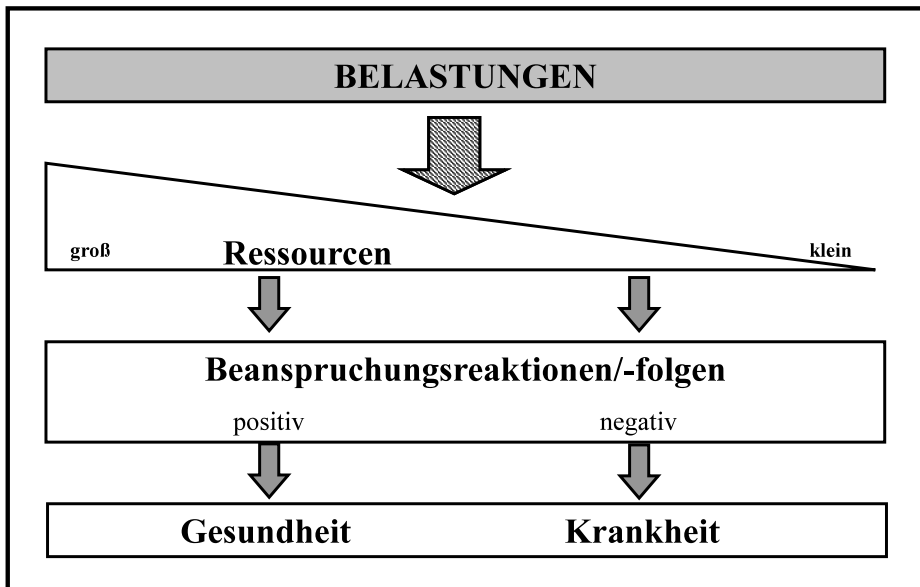 BELASTUNGEN
groß Ressourcen klein
Beanspruchungsreaktionen/-folgen
positiv negativ
Gesundheit Krankheit